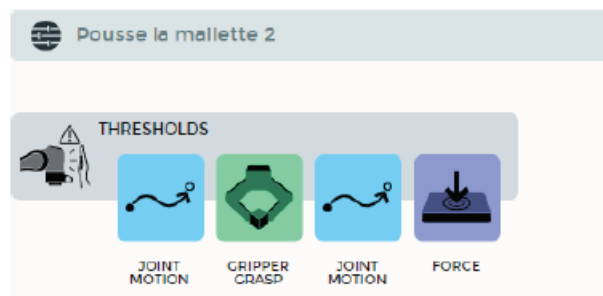 Pousse la mallette 2
THRESHOLDS
JOINT MOTION
GRIPPER GRASP
JOINT MOTION
FORCE